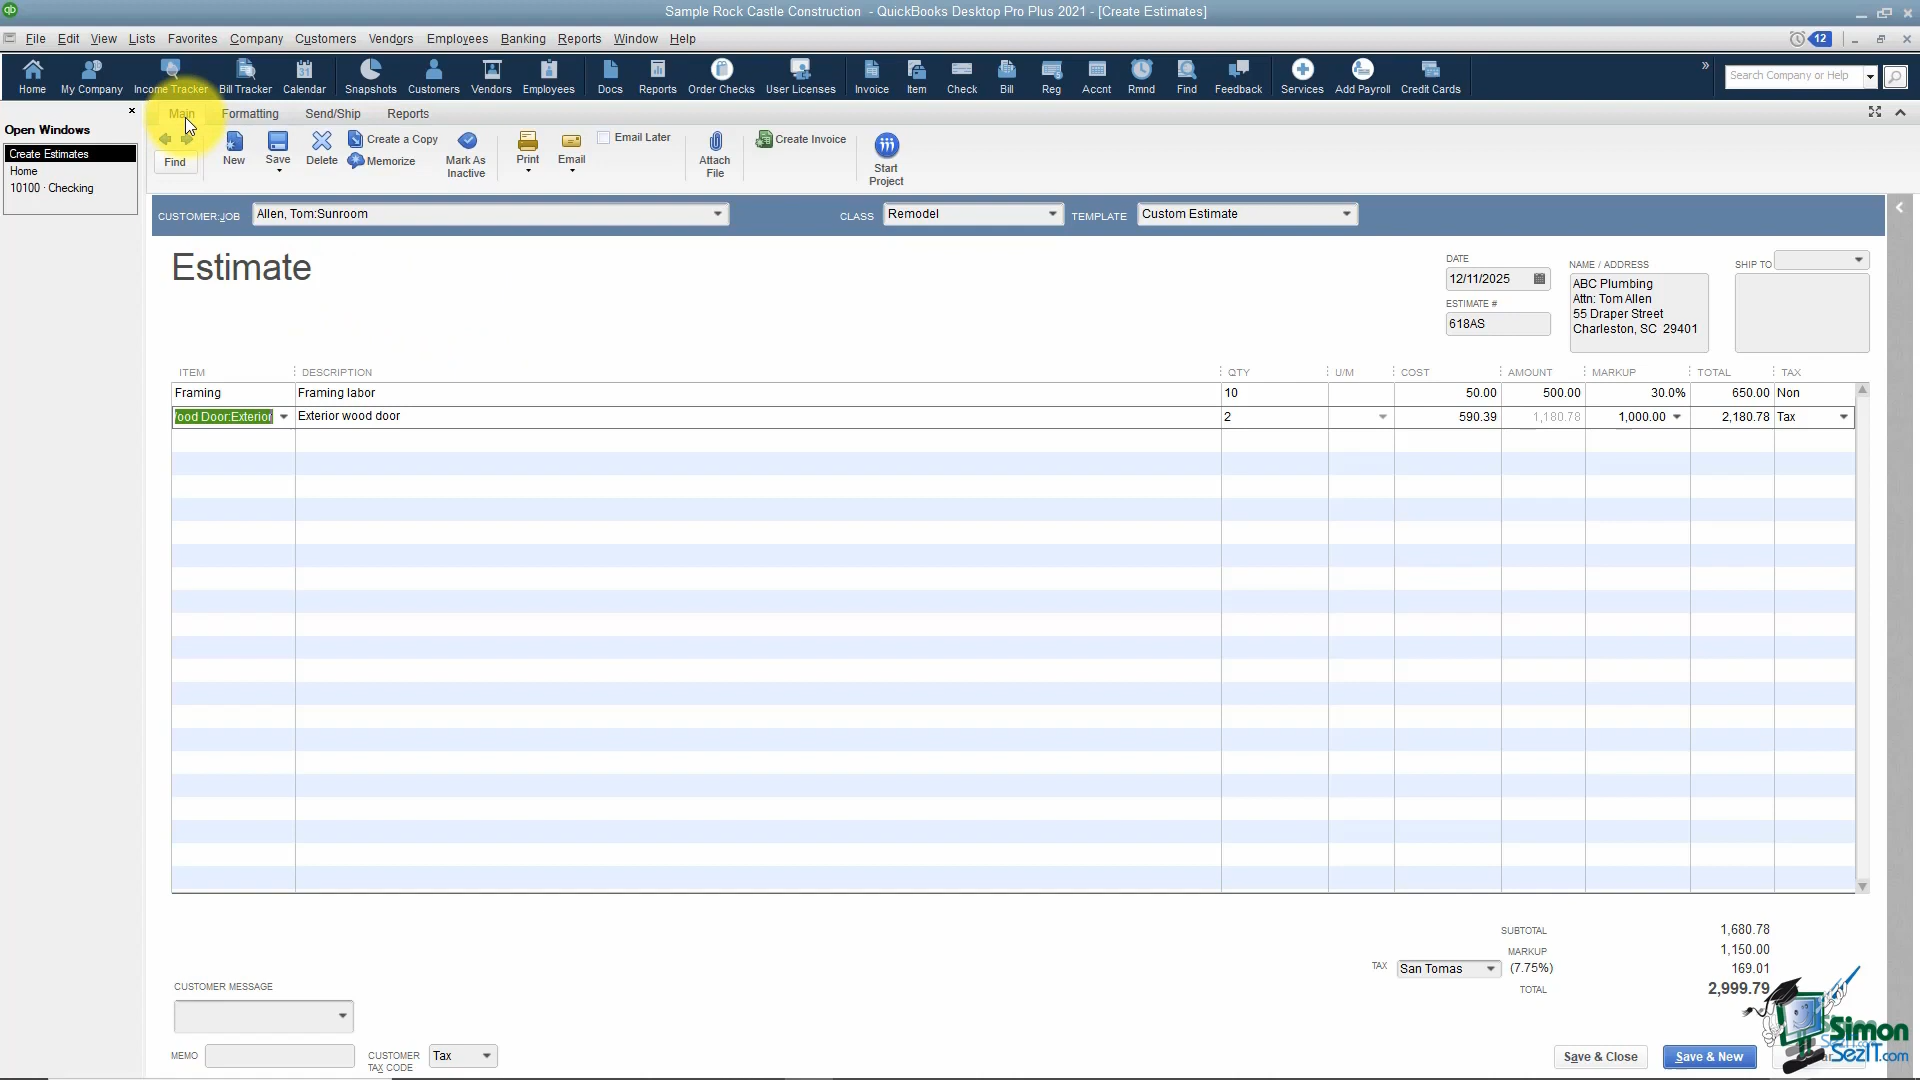 Sample Rock Castle Construction - QuickBooks Desktop Pro Plus 2021 - [Create Estimates]
File Edit View Lists Favorites Company Customers Vendors Employees Banking Reports Window Help
12
Home My Company Income Tracker Bill Tracker Calendar Snapshots Customers Vendors Employees Docs Reports Order Checks User Licenses Invoice Item Check Bill Reg Accnt Rmnd Find Feedback Services Add Payroll Credit Cards
Search Company or Help
Open Windows
Create Estimates
Home
10100 · Checking
Main Formatting Send/Ship Reports
Find
New
Save
Delete
Create a Copy
Memorize
Mark As
Inactive
Print
Email
Email Later
Attach
File
Create Invoice
Start
Project
CUSTOMER:JOB Allen, Tom:Sunroom CLASS Remodel TEMPLATE Custom Estimate
Estimate
DATE
12/11/2025
ESTIMATE #
618AS
NAME / ADDRESS
ABC Plumbing
Attn: Tom Allen
55 Draper Street
Charleston, SC 29401
SHIP TO
ITEM DESCRIPTION QTY U/M COST AMOUNT MARKUP TOTAL TAX
Framing Framing labor 10 50.00 500.00 30.0% 650.00 Non
ood Door:Exterior Exterior wood door 2 590.39 1,180.78 1,000.00 2,180.78 Tax
SUBTOTAL 1,680.78
MARKUP 1,150.00
TAX San Tomas (7.75%) 169.01
TOTAL 2,999.79
CUSTOMER MESSAGE
MEMO
CUSTOMER
TAX CODE
Tax
Save & Close Save & New
Simon
SezIT.com